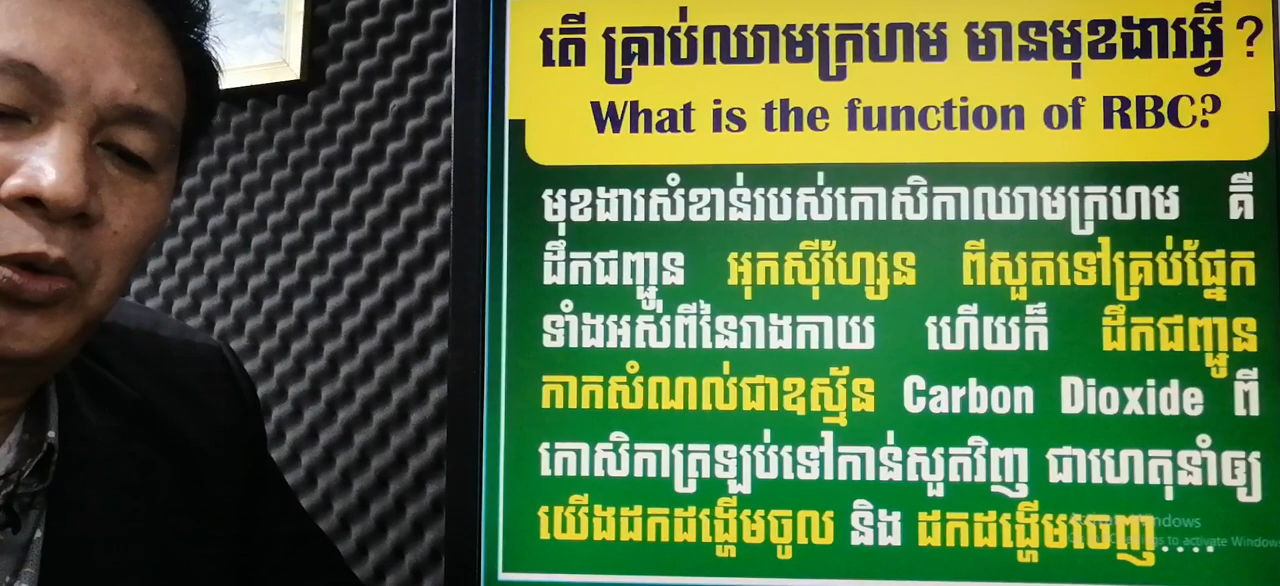 តើ គ្រាប់ឈាមក្រហម មានមុខងារអ្វី ?
What is the function of RBC?
មុខងារសំខាន់របស់កោសិកាឈាមក្រហម គឺ
ដឹកជញ្ជូន អុកស៊ីហ្សែន ពីសួតទៅគ្រប់ផ្នែក
ទាំងអស់ពីនៃរាងកាយ ហើយក៏ ដឹកជញ្ជូន
កាកសំណល់ជាឧស្ម័ន Carbon Dioxide ពី
កោសិកាត្រឡប់ទៅកាន់សួតវិញ ជាហេតុនាំឲ្យ
យើងដកដង្ហើមចូល និង ដកដង្ហើមចេញ....
Activate Windows
to activate Windows